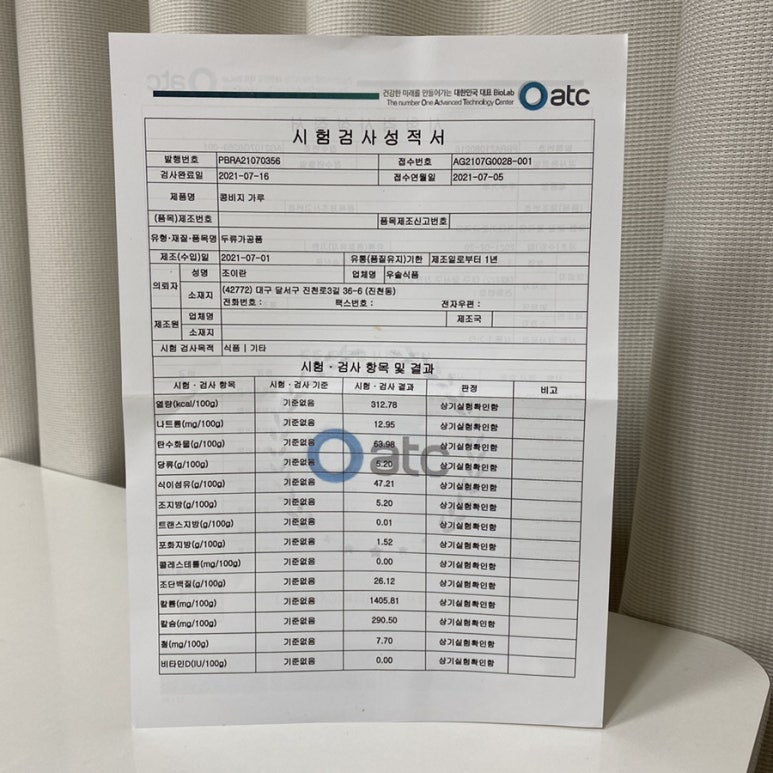 건강한 미래를 만들어가는 대한민국 대표 BioLab
The number One Advanced Technology Center
atc
시험검사성적서
발행번호 PBRA21070356 접수번호 AG2107G0028-001
검사완료일 2021-07-16 접수연월일 2021-07-05
제품명 콩비지 가루
(품목)제조번호 품목제조신고번호
유형·재질·품목명 두류가공품
제조(수입)일 2021-07-01 유통(품질유지)기한 제조일로부터 1년
의뢰자 성명 조이란 업체명 우솔식품
소재지 (42772) 대구 달서구 진천로3길 36-6 (진천동)
전화번호 : 팩스번호 : 전자우편 :
제조원 업체명 제조국
소재지
시험 검사목적 식품 | 기타
시험·검사 항목 및 결과
시험·검사 항목 시험·검사 기준 시험·검사 결과 판정 비고
열량(kcal/100g) 기준없음 312.78 상기실험확인함
나트륨(mg/100g) 기준없음 12.95 상기실험확인함
탄수화물(g/100g) 기준없음 63.98 상기실험확인함
당류(g/100g) 기준없음 5.20 상기실험확인함
식이섬유(g/100g) 기준없음 47.21 상기실험확인함
조지방(g/100g) 기준없음 5.20 상기실험확인함
트랜스지방(g/100g) 기준없음 0.01 상기실험확인함
포화지방(g/100g) 기준없음 1.52 상기실험확인함
콜레스테롤(mg/100g) 기준없음 0.00 상기실험확인함
조단백질(g/100g) 기준없음 26.12 상기실험확인함
칼륨(mg/100g) 기준없음 1405.81 상기실험확인함
칼슘(mg/100g) 기준없음 290.50 상기실험확인함
철(mg/100g) 기준없음 7.70 상기실험확인함
비타민D(IU/100g) 기준없음 0.00 상기실험확인함
atc